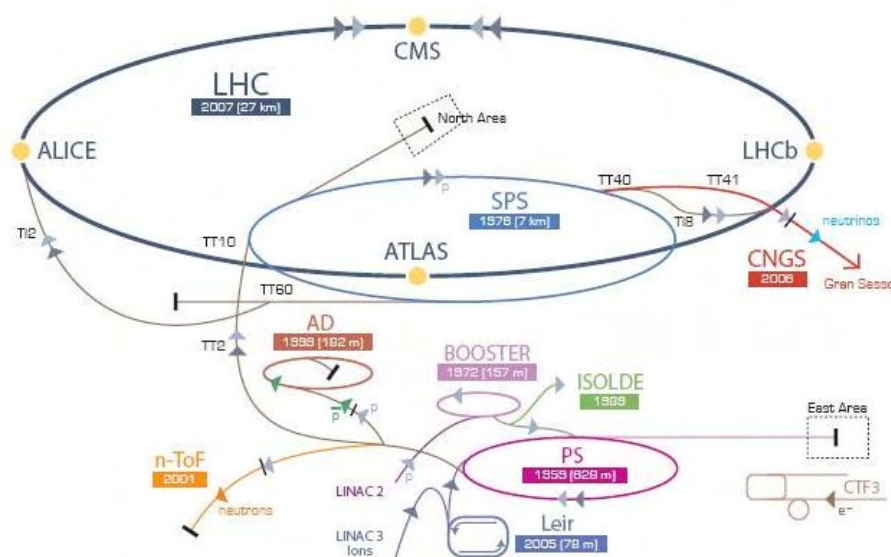 CMS
LHC
2007 (27 km)
North Area
ALICE
LHCb
TT40
TT41
SPS
1976 (7 km)
p
TI8
neutrinos
TI2
TT10
ATLAS
CNGS
2006
Gran Sasso
TT60
AD
1999 (182 m)
TT2
BOOSTER
1972 (157 m)
ISOLDE
1989
p
p
East Area
n-ToF
2001
PS
1959 (628 m)
LINAC 2
p
neutrons
CTF3
e-
LINAC 3
Ions
Leir
2005 (78 m)